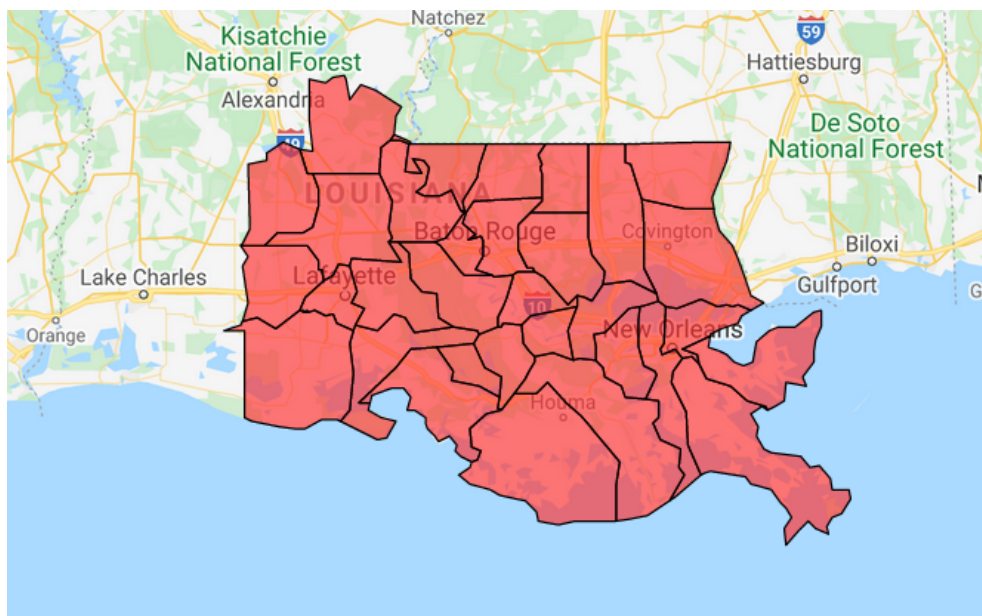 Natchez
Kisatchie
National Forest
59
Hattiesburg
Alexandria
De Soto
National Forest
49
LOUISIANA
Baton Rouge
Covington
Biloxi
Lake Charles
Lafayette
Gulfport
10
G
Orange
New Orleans
Houma